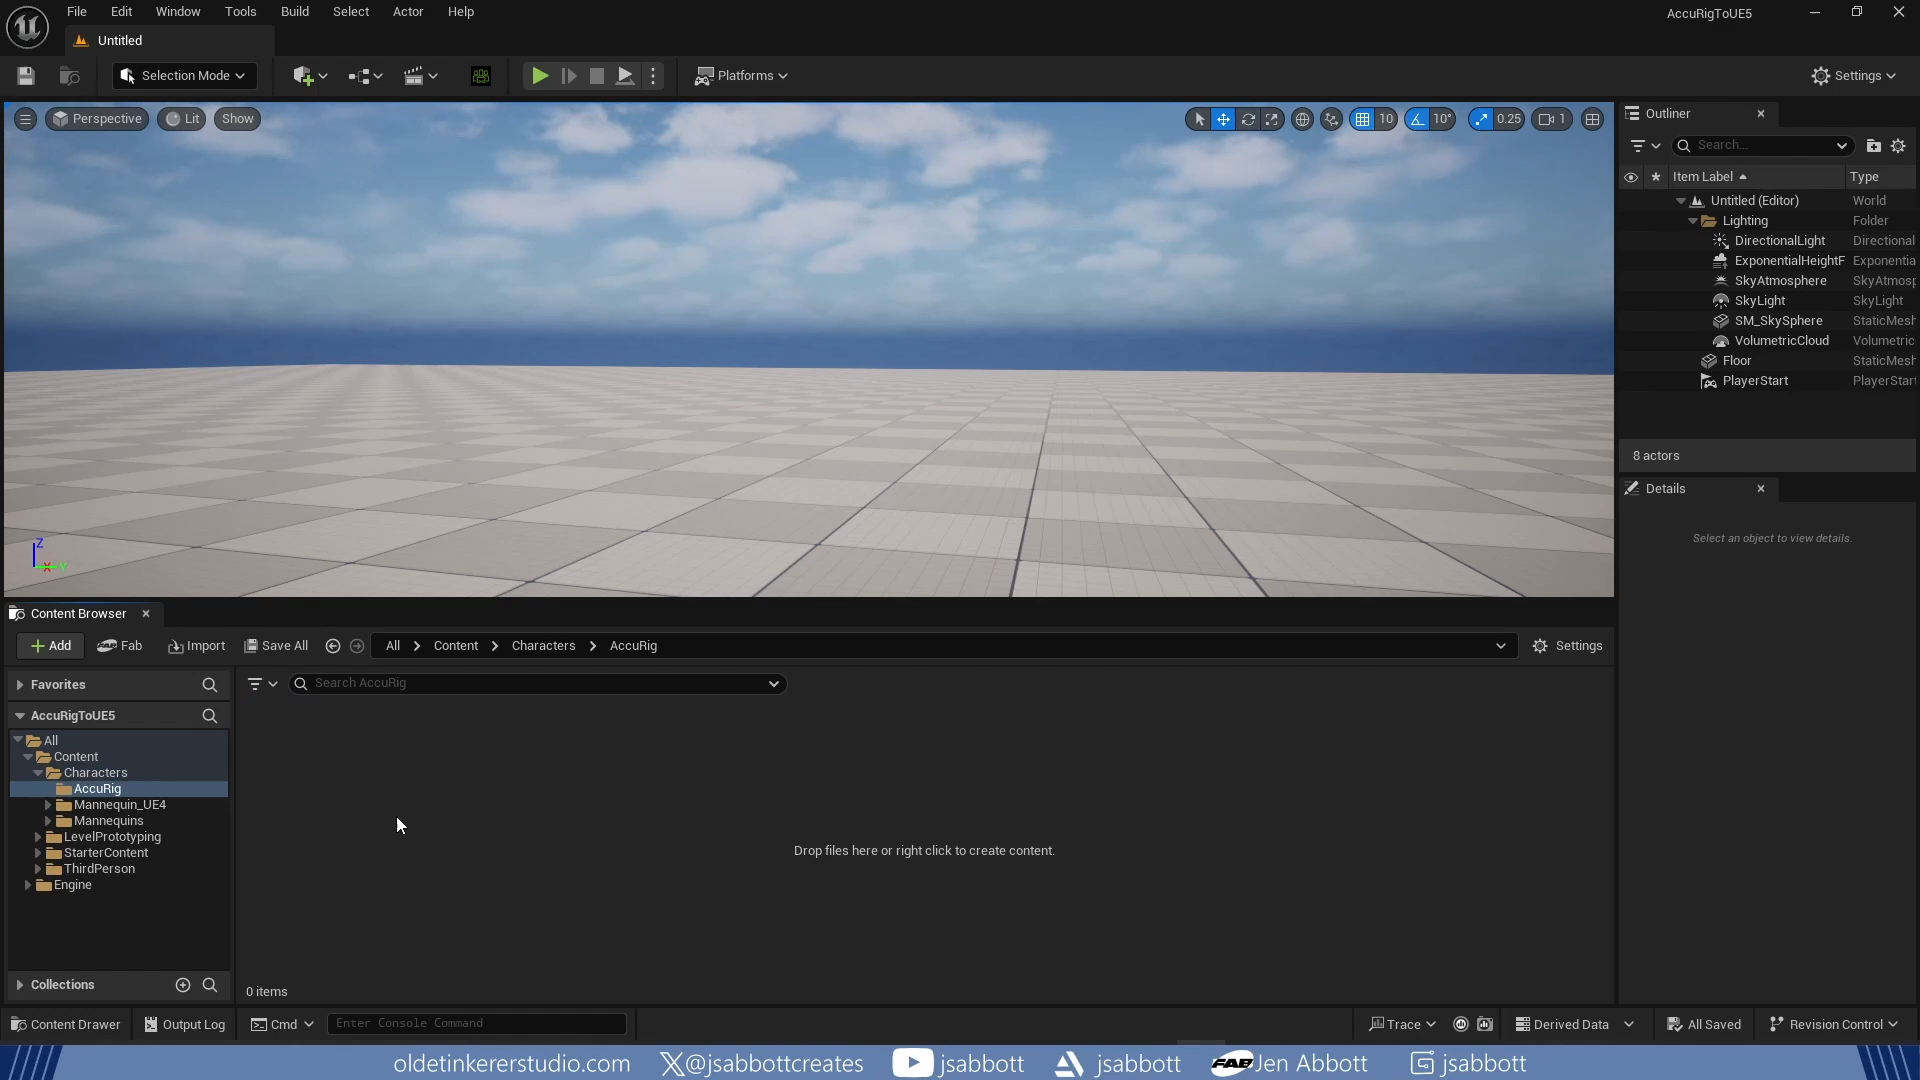 File Edit Window Tools Build Select Actor Help
AccuRigToUE5
Untitled
Selection Mode
Platforms
Settings
Perspective Lit Show
10 10° 0.25 1
Outliner
Search...
Item Label Type
Untitled (Editor) World
Lighting Folder
DirectionalLight Directional
ExponentialHeightF Exponentia
SkyAtmosphere SkyAtmosp
SkyLight SkyLight
SM_SkySphere StaticMesh
VolumetricCloud Volumetric
Floor StaticMesh
PlayerStart PlayerStart
8 actors
Details
Select an object to view details.
Z
X Y
Content Browser
Add Fab Import Save All All Content Characters AccuRig Settings
Favorites
Search AccuRig
AccuRigToUE5
All
Content
Characters
AccuRig
Mannequin_UE4
Mannequins
LevelPrototyping
StarterContent
ThirdPerson
Engine
Drop files here or right click to create content.
Collections
0 items
Content Drawer Output Log Cmd Enter Console Command Trace Derived Data All Saved Revision Control
oldetinkererstudio.com X@jsabbottcreates jsabbott jsabbott FAB Jen Abbott jsabbott